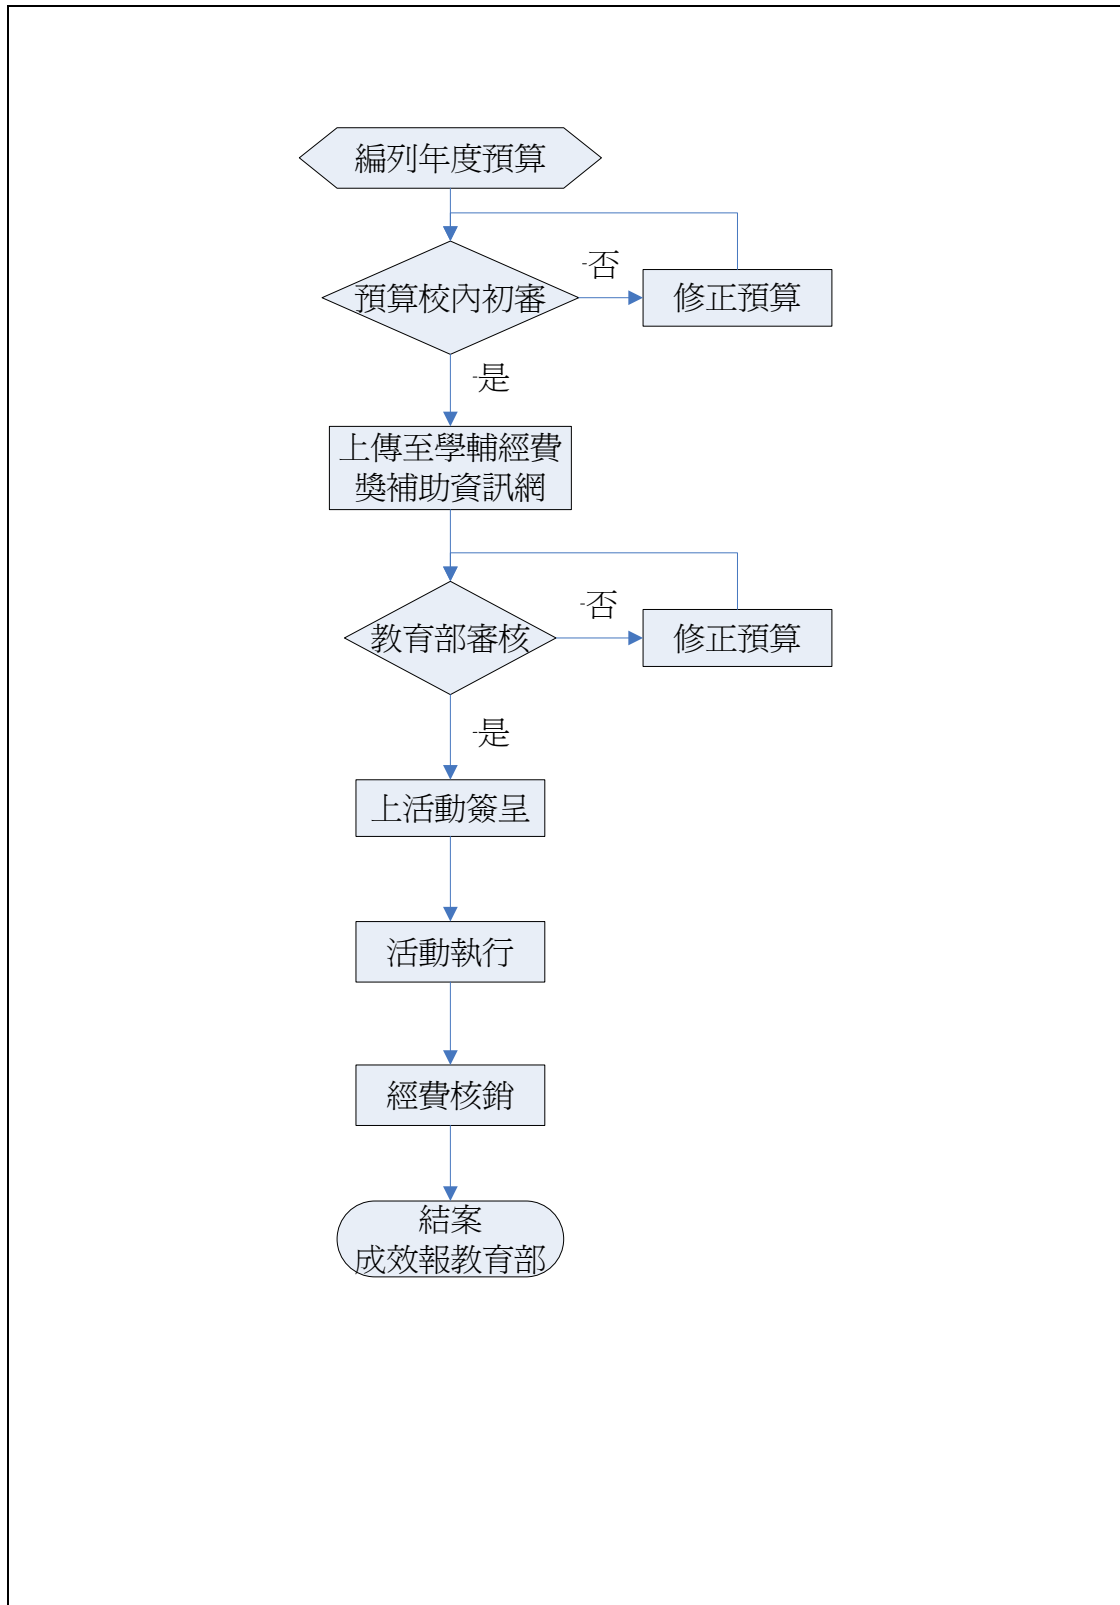 編列年度預算
預算校內初審
-否
修正預算
-是
上傳至學輔經費
獎補助資訊網
教育部審核
-否
修正預算
-是
上活動簽呈
活動執行
經費核銷
結案
成效報教育部